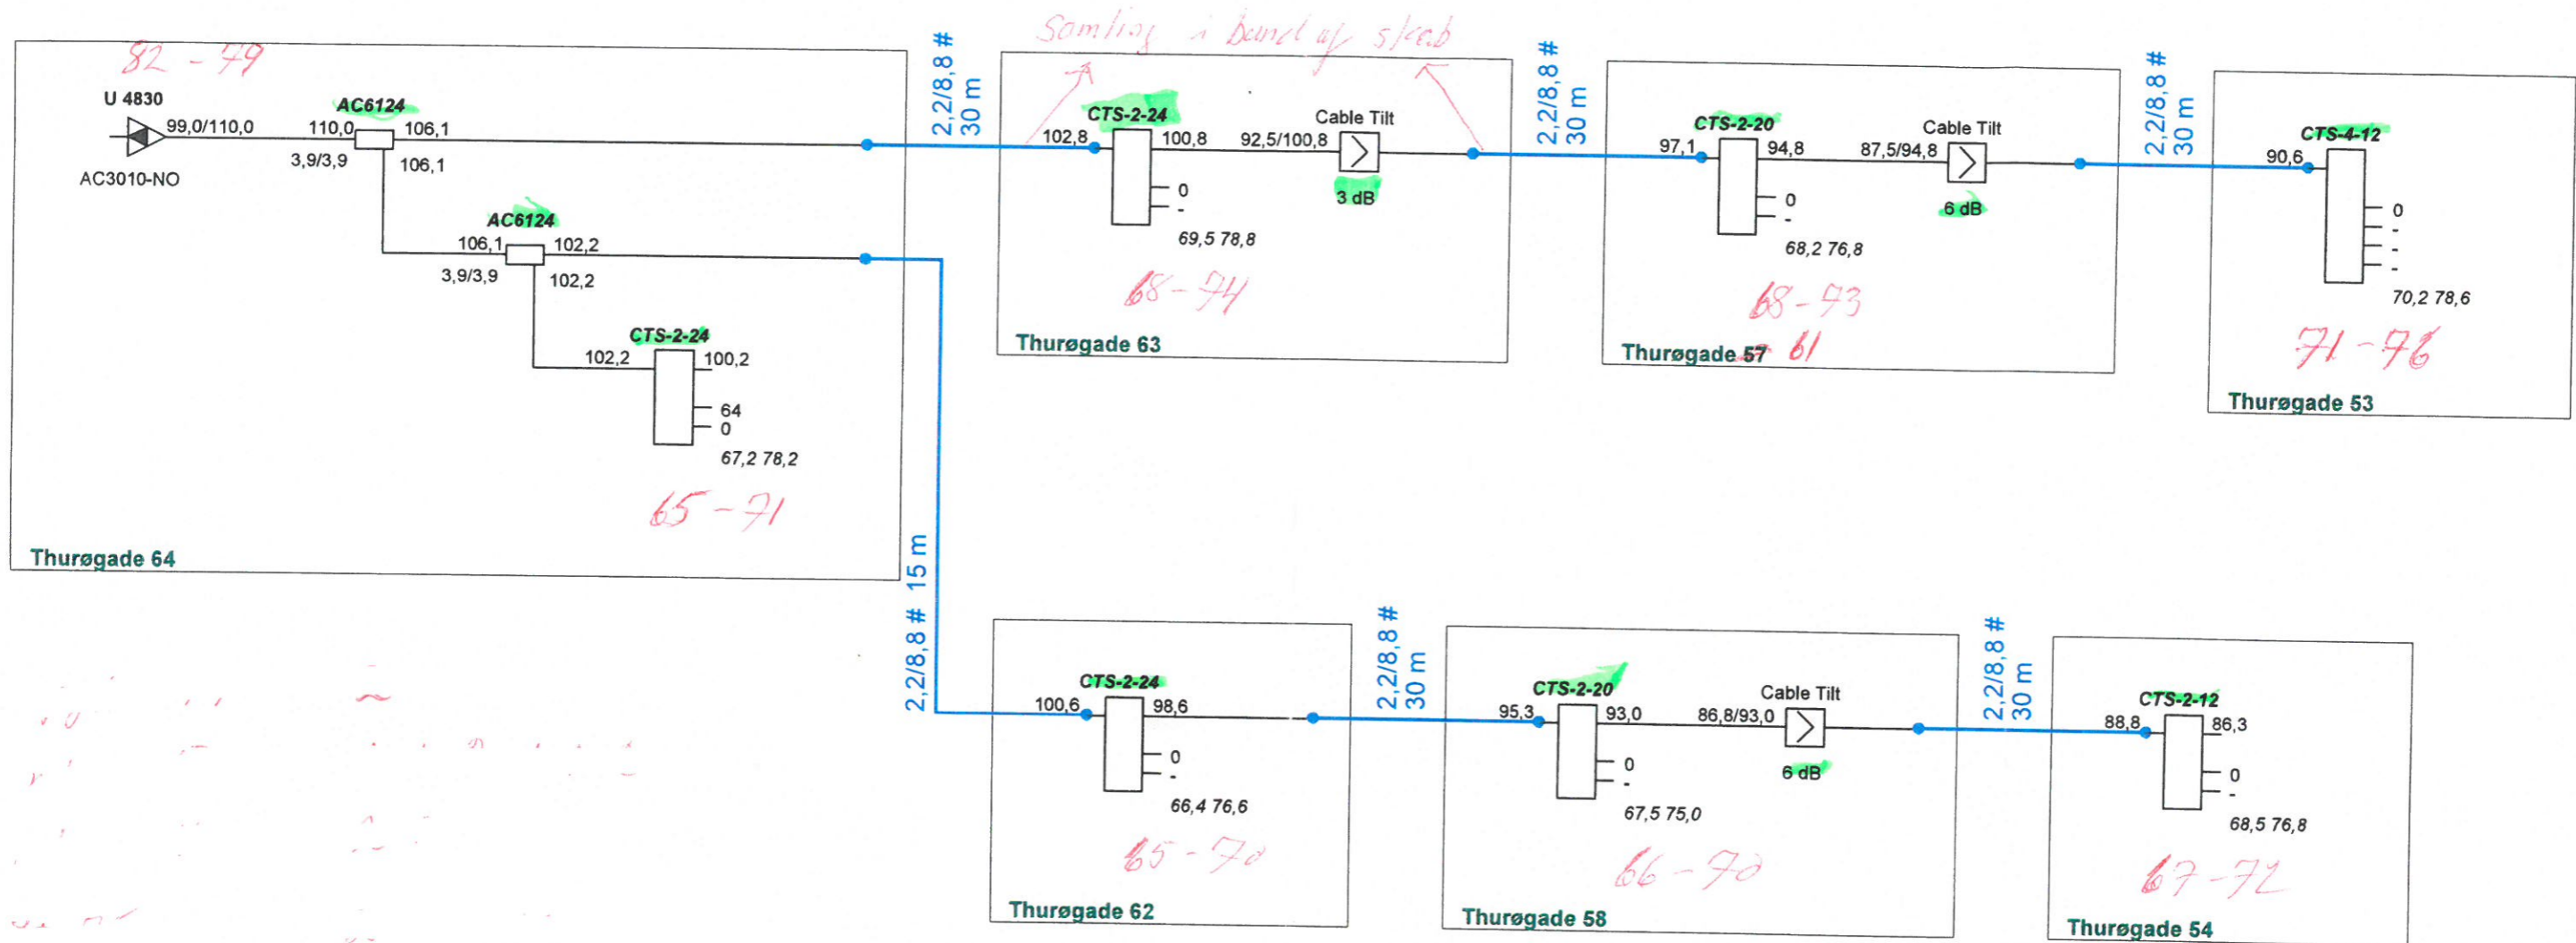 Samling i bund af skab
82 - 79
U 4830
99,0/110,0
AC3010-NO
AC6124
110,0
106,1
3,9/3,9
106,1
AC6124
106,1
102,2
3,9/3,9
102,2
CTS-2-24
102,2
100,2
64
0
67,2 78,2
65 - 71
Thurøgade 64
2,2/8,8 #
30 m
CTS-2-24
102,8
100,8
0
-
69,5 78,8
68 - 74
92,5/100,8
Cable Tilt
3 dB
Thurøgade 63
2,2/8,8 #
30 m
CTS-2-20
97,1
94,8
0
-
68,2 76,8
68 - 73
87,5/94,8
Cable Tilt
6 dB
Thurøgade 57 61
2,2/8,8 #
30 m
CTS-4-12
90,6
0
-
-
-
70,2 78,6
71 - 76
Thurøgade 53
2,2/8,8 # 15 m
CTS-2-24
100,6
98,6
0
-
66,4 76,6
65 - 70
Thurøgade 62
2,2/8,8 #
30 m
CTS-2-20
95,3
93,0
0
-
67,5 75,0
66 - 70
86,8/93,0
Cable Tilt
6 dB
Thurøgade 58
2,2/8,8 #
30 m
CTS-2-12
88,8
86,3
0
-
68,5 76,8
67 - 72
Thurøgade 54